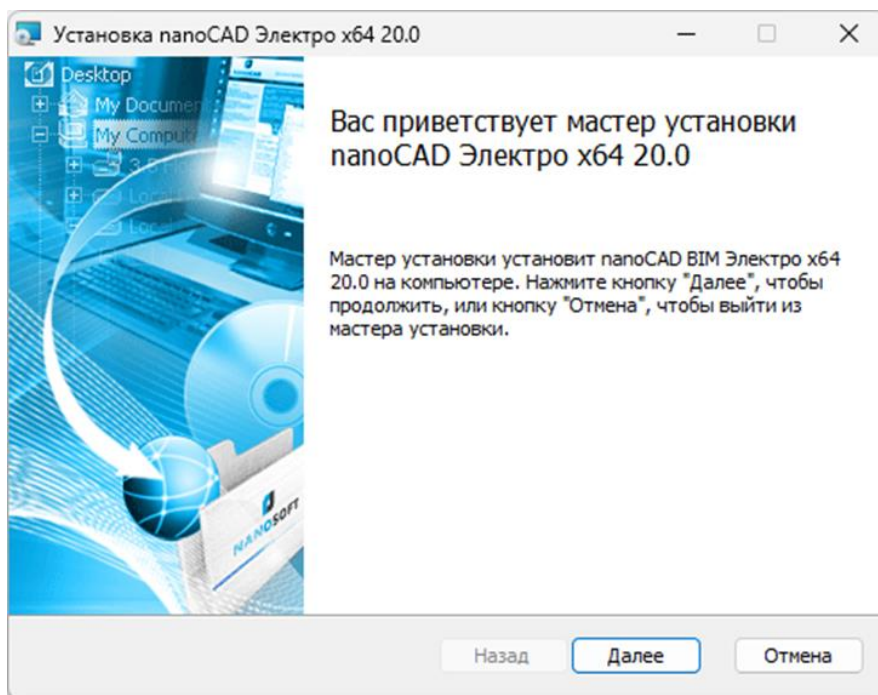 Установка nanoCAD Электро x64 20.0
Desktop
My Documen
My Compute
Вас приветствует мастер установки
nanoCAD Электро x64 20.0
Мастер установки установит nanoCAD BIM Электро x64
20.0 на компьютере. Нажмите кнопку "Далее", чтобы
продолжить, или кнопку "Отмена", чтобы выйти из
мастера установки.
NANOSOFT
Назад
Далее
Отмена